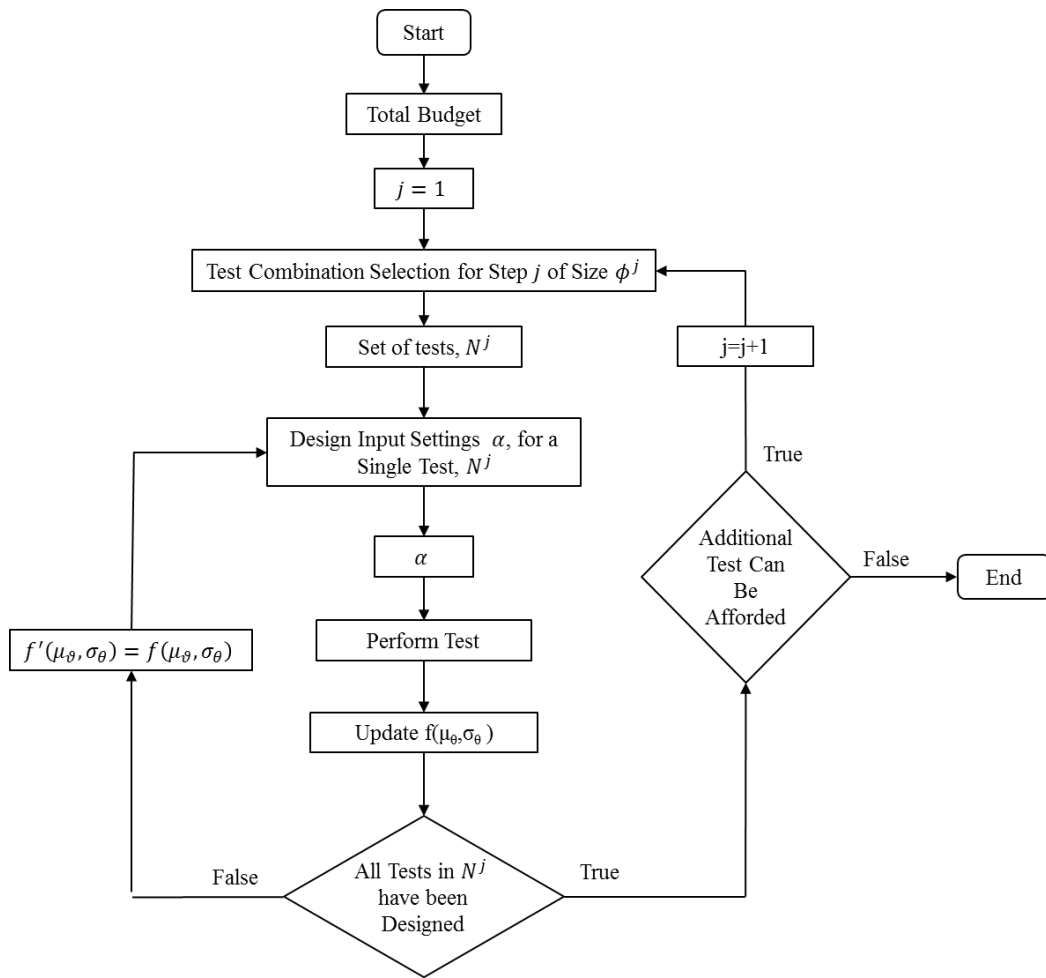 Start
Total Budget
𝑗 = 1
Test Combination Selection for Step 𝑗 of Size 𝜙^𝑗
Set of tests, 𝑁^𝑗
j=j+1
Design Input Settings 𝛼, for a
Single Test, 𝑁^𝑗
True
Additional
Test Can
Be
Afforded
False
End
𝛼
Perform Test
𝑓′(𝜇_𝜗, 𝜎_𝜃) = 𝑓(𝜇_𝜗, 𝜎_𝜃)
Update f(μ_θ,σ_θ )
False
All Tests in 𝑁^𝑗
have been
Designed
True